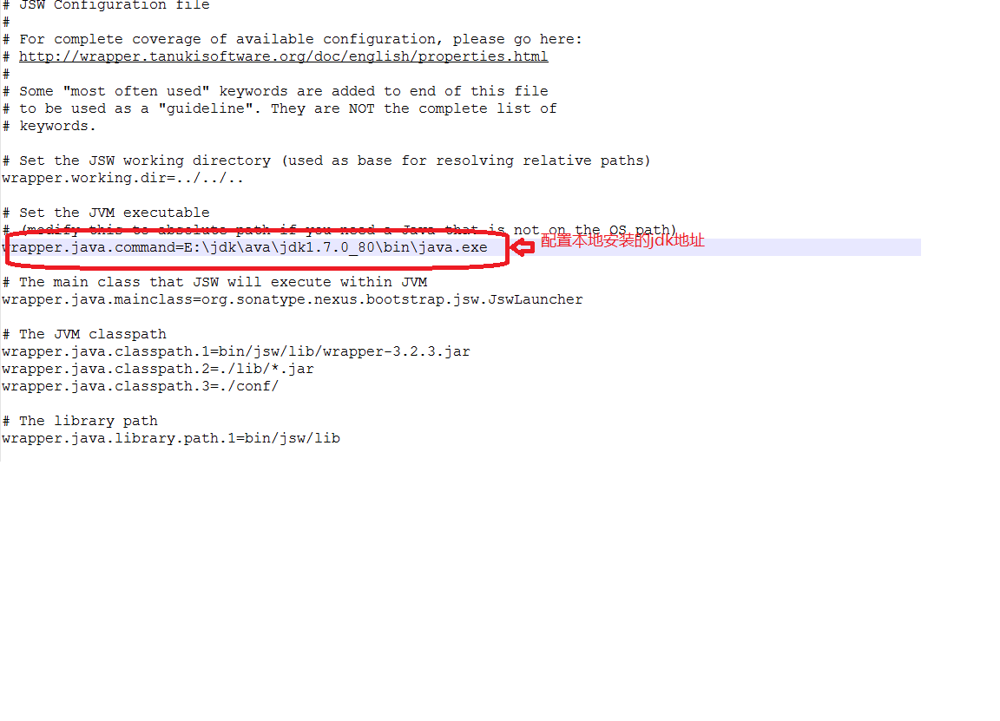 # JSW Configuration file
#
# For complete coverage of available configuration, please go here:
# http://wrapper.tanukisoftware.org/doc/english/properties.html
#
# Some "most often used" keywords are added to end of this file
# to be used as a "guideline". They are NOT the complete list of
# keywords.
# Set the JSW working directory (used as base for resolving relative paths)
wrapper.working.dir=../../..
# Set the JVM executable
# (modify this to absolute path if you need a Java that is not on the OS path)
wrapper.java.command=E:\jdk\ava\jdk1.7.0_80\bin\java.exe
配置本地安装的jdk地址
# The main class that JSW will execute within JVM
wrapper.java.mainclass=org.sonatype.nexus.bootstrap.jsw.JswLauncher
# The JVM classpath
wrapper.java.classpath.1=bin/jsw/lib/wrapper-3.2.3.jar
wrapper.java.classpath.2=./lib/*.jar
wrapper.java.classpath.3=./conf/
# The library path
wrapper.java.library.path.1=bin/jsw/lib